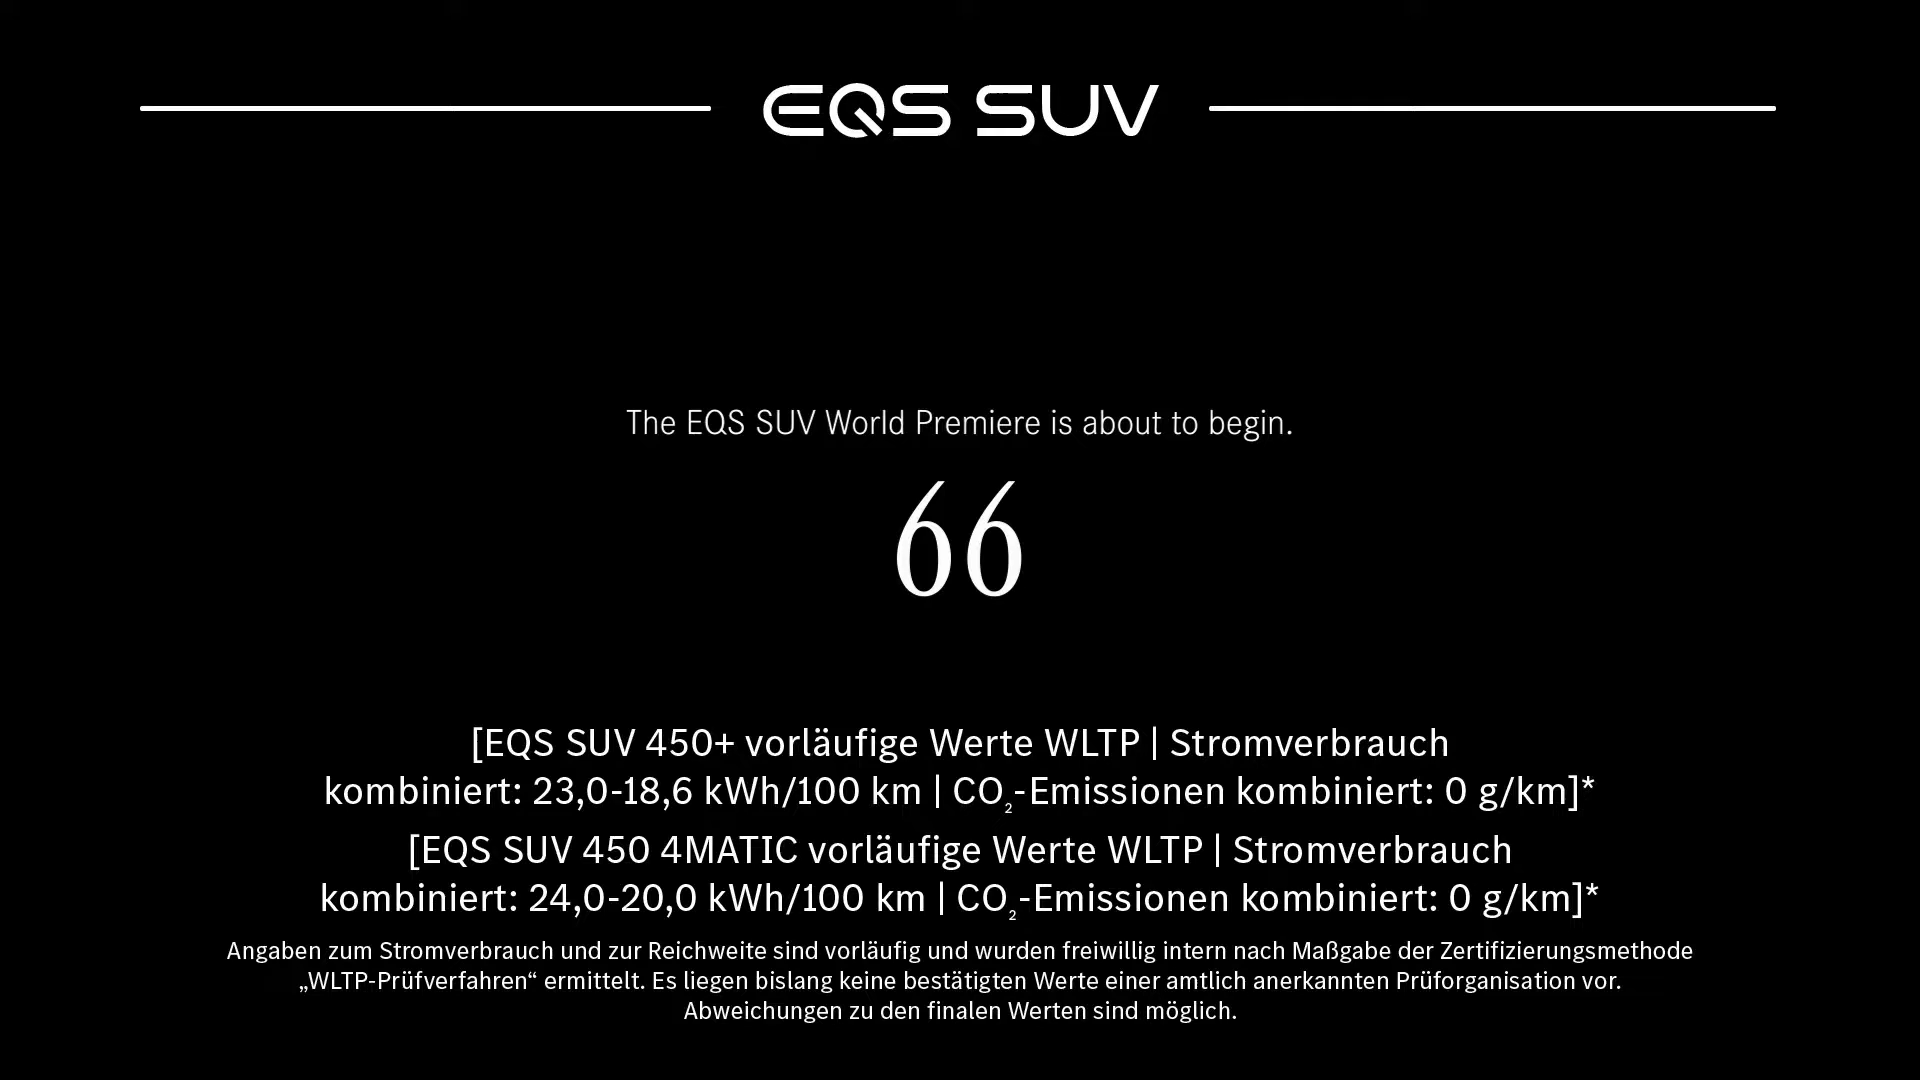 EQS SUV
The EQS SUV World Premiere is about to begin.
66
[EQS SUV 450+ vorläufige Werte WLTP | Stromverbrauch
kombiniert: 23,0-18,6 kWh/100 km | CO₂-Emissionen kombiniert: 0 g/km]*
[EQS SUV 450 4MATIC vorläufige Werte WLTP | Stromverbrauch
kombiniert: 24,0-20,0 kWh/100 km | CO₂-Emissionen kombiniert: 0 g/km]*
Angaben zum Stromverbrauch und zur Reichweite sind vorläufig und wurden freiwillig intern nach Maßgabe der Zertifizierungsmethode
„WLTP-Prüfverfahren“ ermittelt. Es liegen bislang keine bestätigten Werte einer amtlich anerkannten Prüforganisation vor.
Abweichungen zu den finalen Werten sind möglich.